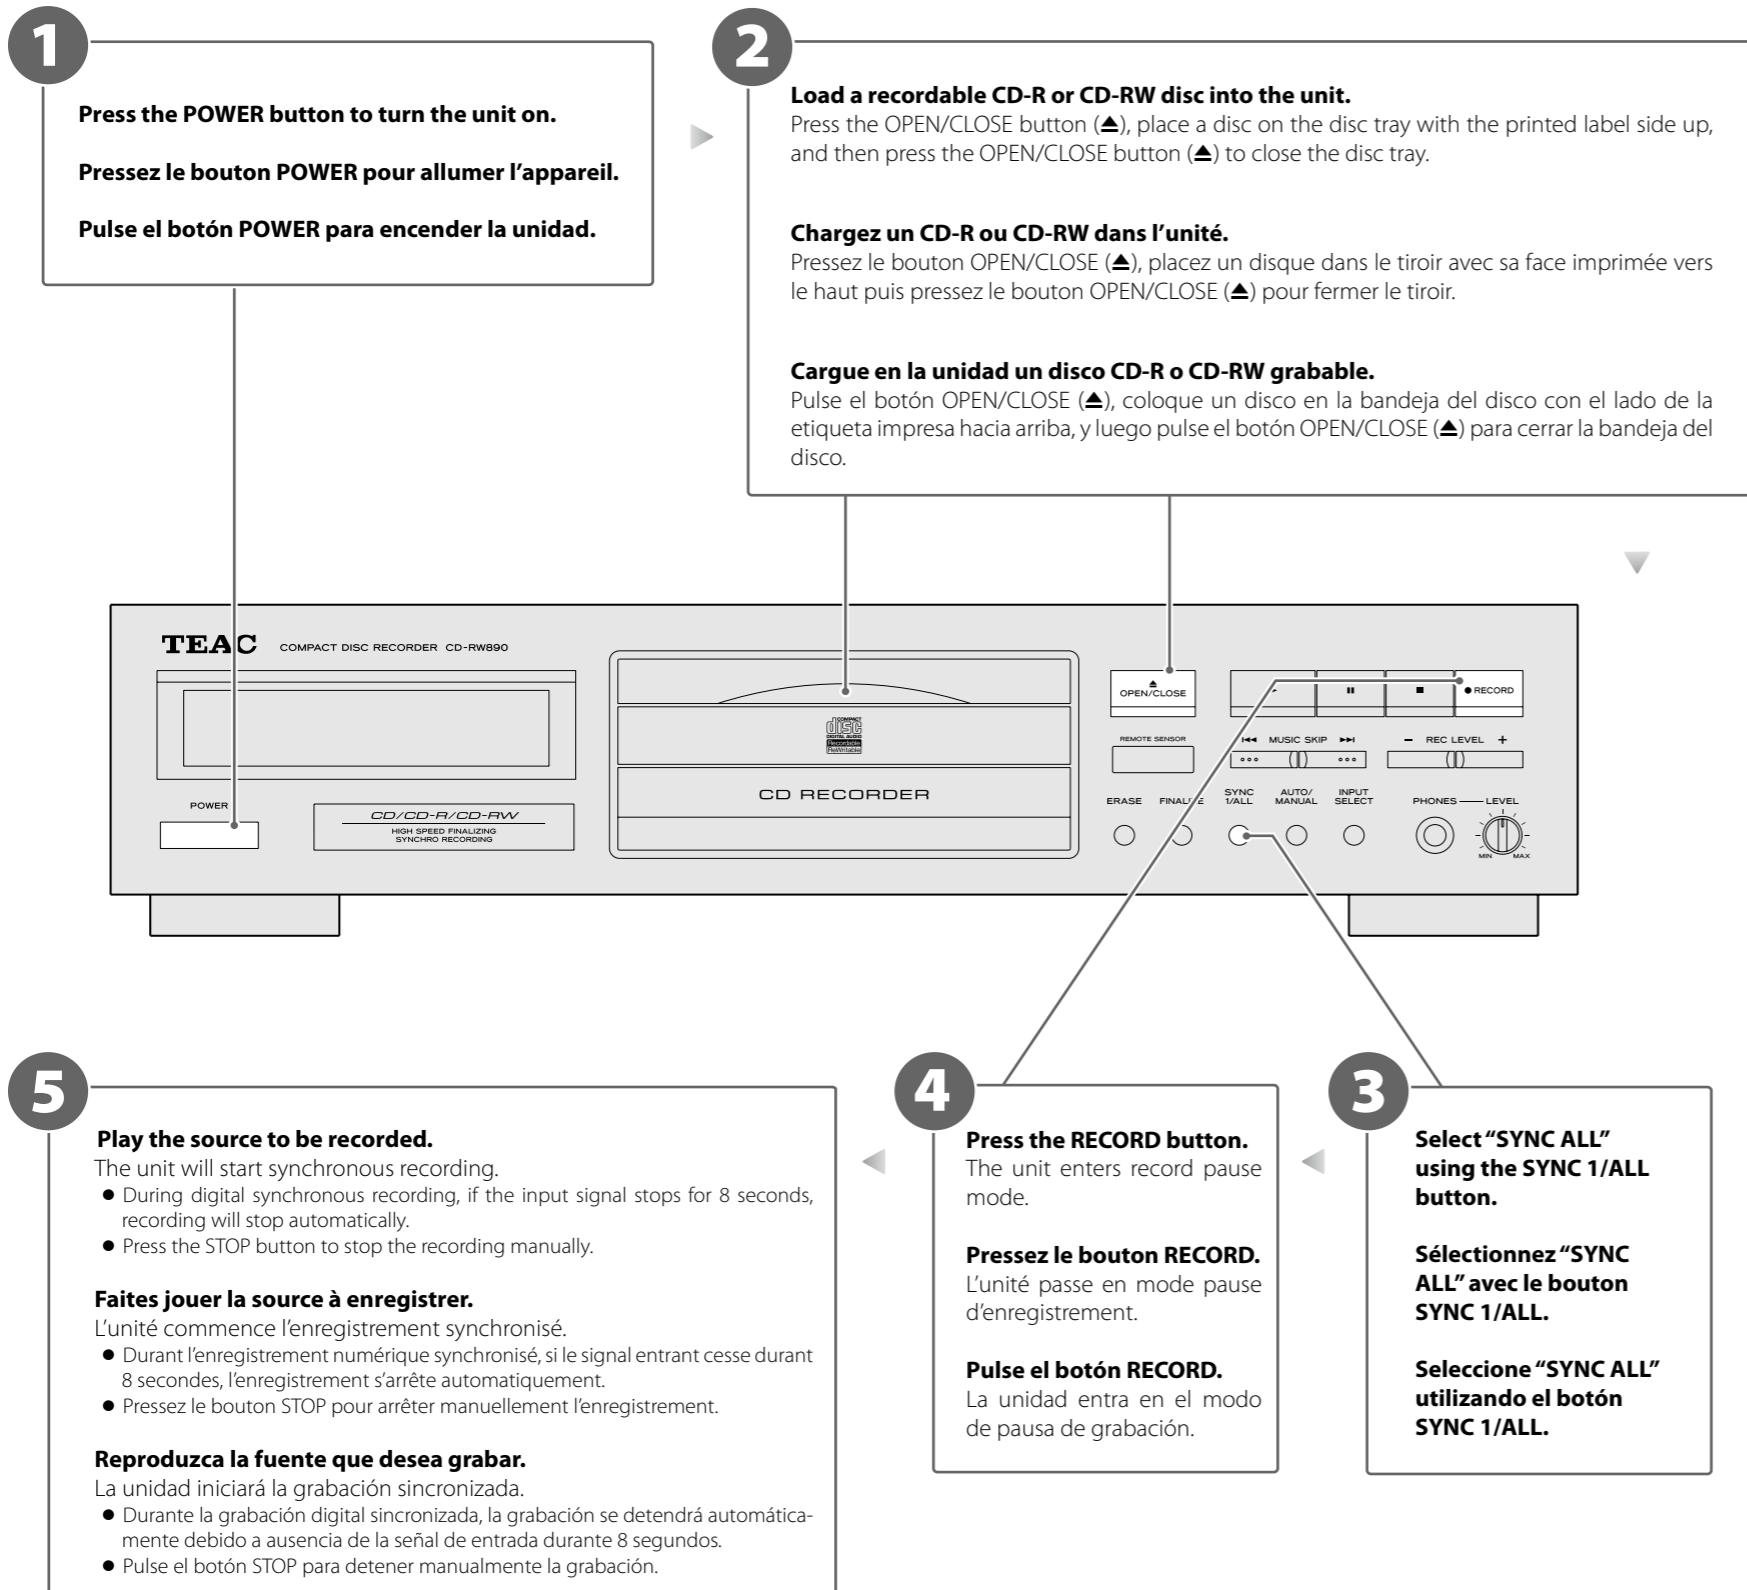 1
Press the POWER button to turn the unit on.
Pressez le bouton POWER pour allumer l’appareil.
Pulse el botón POWER para encender la unidad.
2
Load a recordable CD-R or CD-RW disc into the unit.
Press the OPEN/CLOSE button (⏏), place a disc on the disc tray with the printed label side up,
and then press the OPEN/CLOSE button (⏏) to close the disc tray.
Chargez un CD-R ou CD-RW dans l’unité.
Pressez le bouton OPEN/CLOSE (⏏), placez un disque dans le tiroir avec sa face imprimée vers
le haut puis pressez le bouton OPEN/CLOSE (⏏) pour fermer le tiroir.
Cargue en la unidad un disco CD-R o CD-RW grabable.
Pulse el botón OPEN/CLOSE (⏏), coloque un disco en la bandeja del disco con el lado de la
etiqueta impresa hacia arriba, y luego pulse el botón OPEN/CLOSE (⏏) para cerrar la bandeja del
disco.
TEAC COMPACT DISC RECORDER CD-RW890
COMPACT
disc
DIGITAL AUDIO
Recordable
ReWritable
CD RECORDER
POWER
CD/CD-R/CD-RW
HIGH SPEED FINALIZING
SYNCHRO RECORDING
⏏
OPEN/CLOSE
● RECORD
REMOTE SENSOR
MUSIC SKIP
− REC LEVEL +
ERASE
FINALIZE
SYNC
1/ALL
AUTO/
MANUAL
INPUT
SELECT
PHONES
LEVEL
MIN
MAX
3
Select “SYNC ALL”
using the SYNC 1/ALL
button.
Sélectionnez “SYNC
ALL” avec le bouton
SYNC 1/ALL.
Seleccione “SYNC ALL”
utilizando el botón
SYNC 1/ALL.
4
Press the RECORD button.
The unit enters record pause
mode.
Pressez le bouton RECORD.
L’unité passe en mode pause
d’enregistrement.
Pulse el botón RECORD.
La unidad entra en el modo
de pausa de grabación.
5
Play the source to be recorded.
The unit will start synchronous recording.
● During digital synchronous recording, if the input signal stops for 8 seconds,
recording will stop automatically.
● Press the STOP button to stop the recording manually.
Faites jouer la source à enregistrer.
L’unité commence l’enregistrement synchronisé.
● Durant l’enregistrement numérique synchronisé, si le signal entrant cesse durant
8 secondes, l’enregistrement s’arrête automatiquement.
● Pressez le bouton STOP pour arrêter manuellement l’enregistrement.
Reproduzca la fuente que desea grabar.
La unidad iniciará la grabación sincronizada.
● Durante la grabación digital sincronizada, la grabación se detendrá automática-
mente debido a ausencia de la señal de entrada durante 8 segundos.
● Pulse el botón STOP para detener manualmente la grabación.